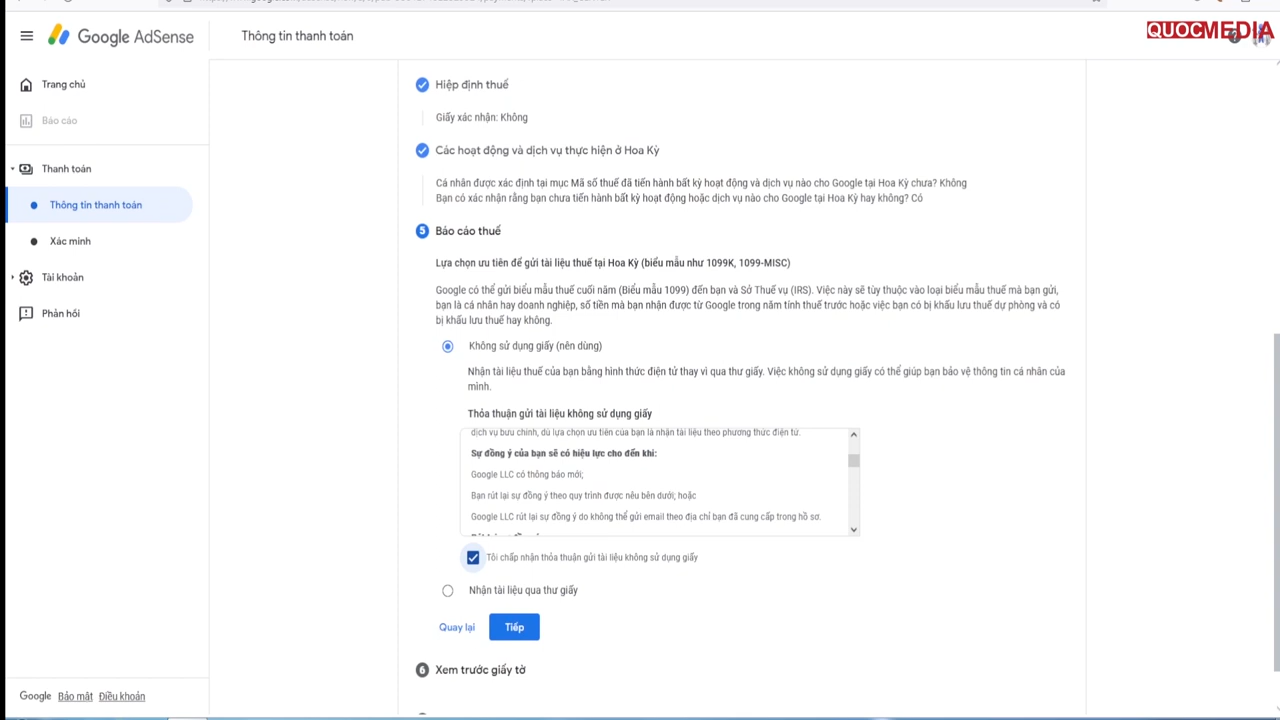 Google AdSense
Thông tin thanh toán
QUOCMEDIA
Trang chủ
Báo cáo
Thanh toán
Thông tin thanh toán
Xác minh
Tài khoản
Phản hồi
Hiệp định thuế
Giấy xác nhận: Không
Các hoạt động và dịch vụ thực hiện ở Hoa Kỳ
Cá nhân được xác định tại mục Mã số thuế đã tiến hành bất kỳ hoạt động và dịch vụ nào cho Google tại Hoa Kỳ chưa? Không
Bạn có xác nhận rằng bạn chưa tiến hành bất kỳ hoạt động hoặc dịch vụ nào cho Google tại Hoa Kỳ hay không? Có
5 Báo cáo thuế
Lựa chọn ưu tiên để gửi tài liệu thuế tại Hoa Kỳ (biểu mẫu như 1099K, 1099-MISC)
Google có thể gửi biểu mẫu thuế cuối năm (Biểu mẫu 1099) đến bạn và Sở Thuế vụ (IRS). Việc này sẽ tùy thuộc vào loại biểu mẫu thuế mà bạn gửi,
bạn là cá nhân hay doanh nghiệp, số tiền mà bạn nhận được từ Google trong năm tính thuế trước hoặc việc bạn có bị khấu lưu thuế dự phòng và có
bị khấu lưu thuế hay không.
Không sử dụng giấy (nên dùng)
Nhận tài liệu thuế của bạn bằng hình thức điện tử thay vì qua thư giấy. Việc không sử dụng giấy có thể giúp bạn bảo vệ thông tin cá nhân của
mình.
Thỏa thuận gửi tài liệu không sử dụng giấy
dịch vụ bưu chính, dù lựa chọn ưu tiên của bạn là nhận tài liệu theo phương thức điện tử.
Sự đồng ý của bạn sẽ có hiệu lực cho đến khi:
Google LLC có thông báo mới;
Bạn rút lại sự đồng ý theo quy trình được nêu bên dưới; hoặc
Google LLC rút lại sự đồng ý do không thể gửi email theo địa chỉ bạn đã cung cấp trong hồ sơ.
Tôi chấp nhận thỏa thuận gửi tài liệu không sử dụng giấy
Nhận tài liệu qua thư giấy
Quay lại
Tiếp
6 Xem trước giấy tờ
Google Bảo mật Điều khoản